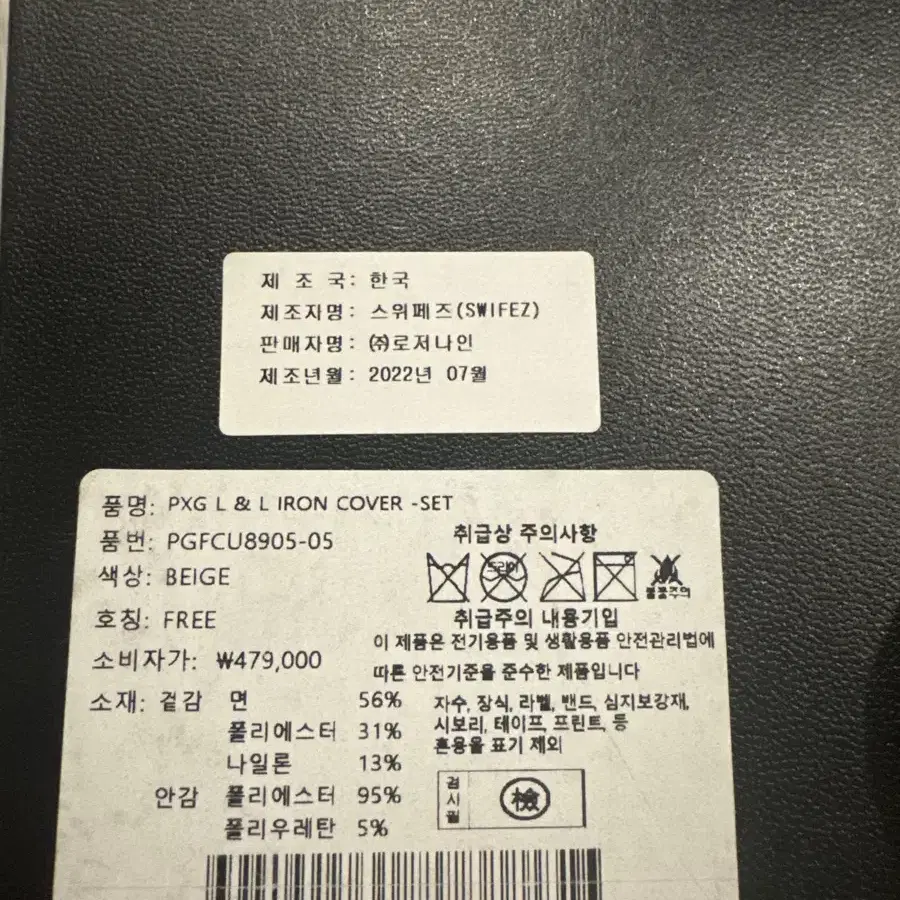 제 조 국: 한국
제조자명: 스위페즈(SWIFEZ)
판매자명: ㈜로저나인
제조년월: 2022년 07월
품명: PXG L & L IRON COVER -SET
품번: PGFCU8905-05
색상: BEIGE
호칭: FREE
소비자가: ₩479,000
소재: 겉감 면 56%
폴리에스터 31%
나일론 13%
안감 폴리에스터 95%
폴리우레탄 5%
취급상 주의사항
드라이
불꽃주의
취급주의 내용기입
이 제품은 전기용품 및 생활용품 안전관리법에
따른 안전기준을 준수한 제품입니다
자수, 장식, 라벨, 밴드, 심지보강재,
시보리, 테이프, 프린트, 등
혼용율 표기 제외
검시필
檢